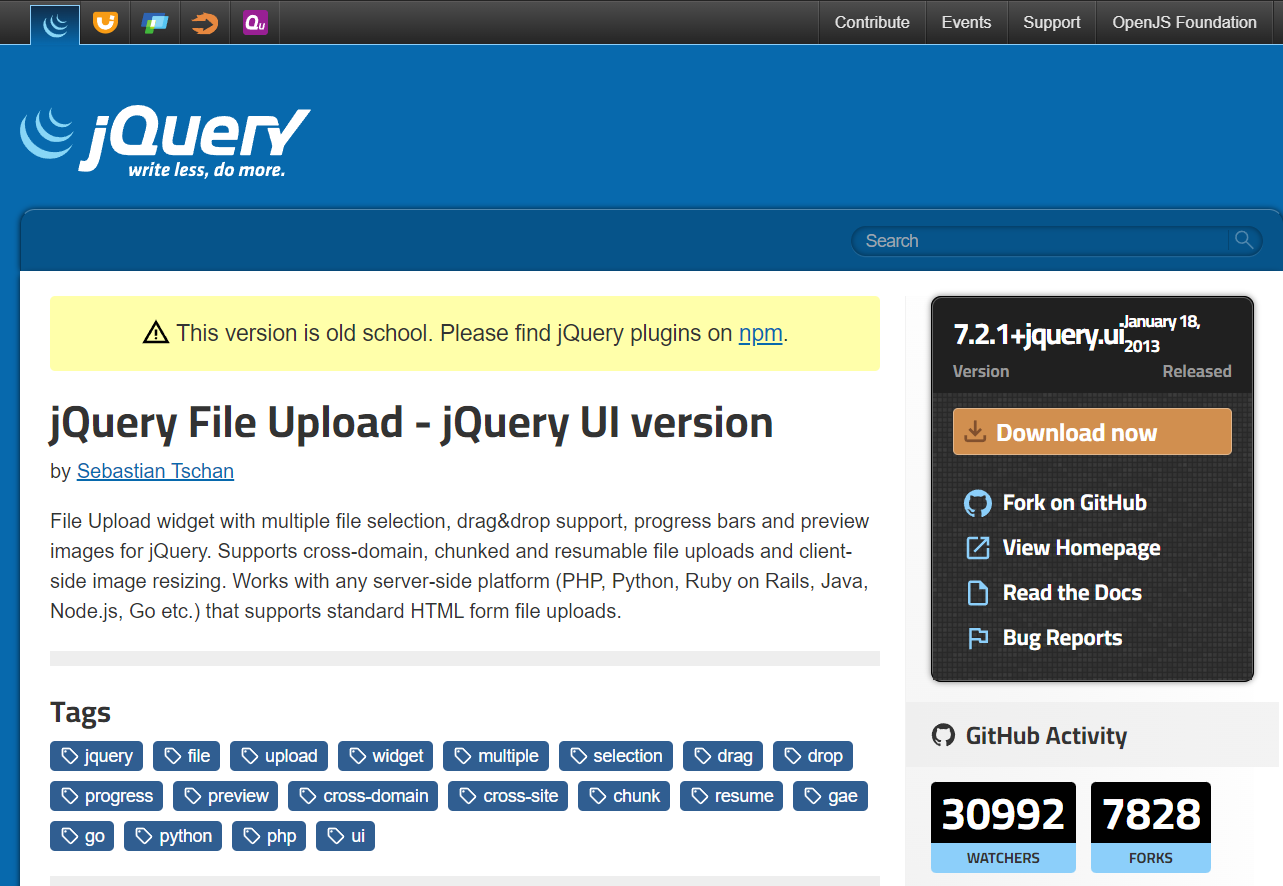 Qu
Contribute Events Support OpenJS Foundation
jQuery
write less, do more.
Search
This version is old school. Please find jQuery plugins on npm.
jQuery File Upload - jQuery UI version
by Sebastian Tschan
File Upload widget with multiple file selection, drag&drop support, progress bars and preview
images for jQuery. Supports cross-domain, chunked and resumable file uploads and client-
side image resizing. Works with any server-side platform (PHP, Python, Ruby on Rails, Java,
Node.js, Go etc.) that supports standard HTML form file uploads.
Tags
jquery file upload widget multiple selection drag drop
progress preview cross-domain cross-site chunk resume gae
go python php ui
7.2.1+jquery.ui
January 18,
2013
Version Released
Download now
Fork on GitHub
View Homepage
Read the Docs
Bug Reports
GitHub Activity
30992 7828
WATCHERS FORKS